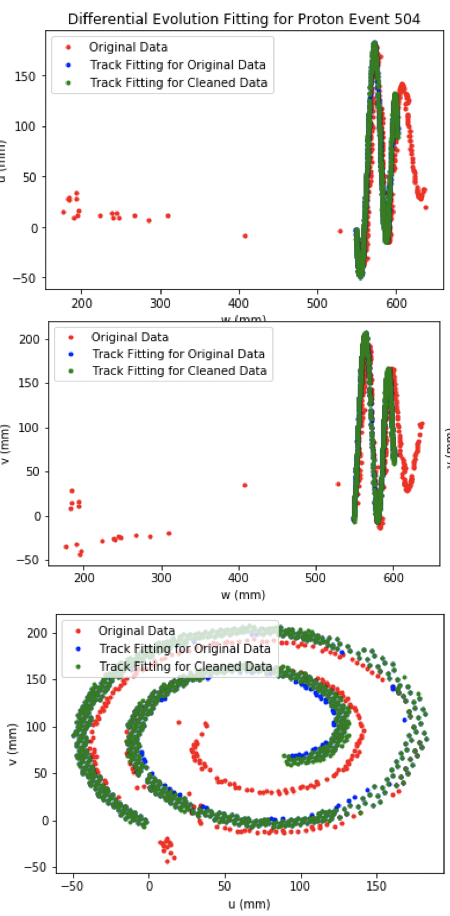 Differential Evolution Fitting for Proton Event 504
Original Data
Track Fitting for Original Data
Track Fitting for Cleaned Data
150
100
50
0
−50
u (mm)
200
300
400
500
600
w (mm)
Original Data
Track Fitting for Original Data
Track Fitting for Cleaned Data
200
150
100
50
0
−50
v (mm)
200
300
400
500
600
w (mm)
Original Data
Track Fitting for Original Data
Track Fitting for Cleaned Data
200
150
100
50
0
−50
v (mm)
−50
0
50
100
150
u (mm)